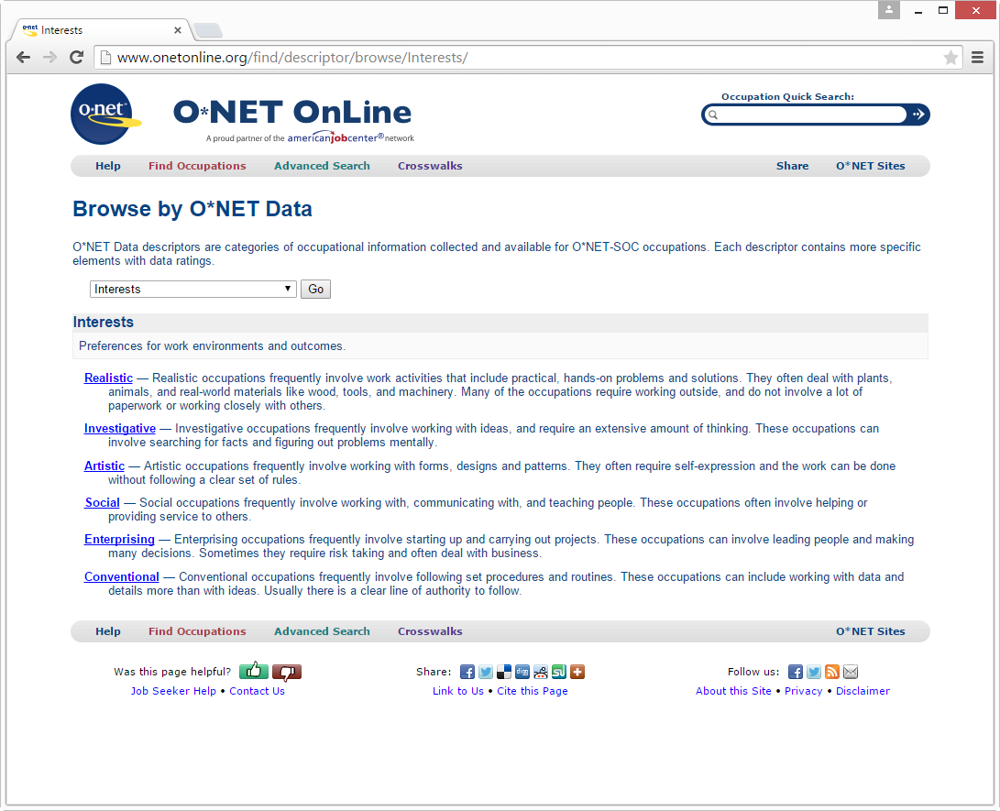 o·net Interests
www.onetonline.org/find/descriptor/browse/Interests/
o·net®
O*NET OnLine
A proud partner of the americanjobcenter® network
Occupation Quick Search:
Help Find Occupations Advanced Search Crosswalks Share O*NET Sites
Browse by O*NET Data
O*NET Data descriptors are categories of occupational information collected and available for O*NET-SOC occupations. Each descriptor contains more specific
elements with data ratings.
Interests Go
Interests
Preferences for work environments and outcomes.
Realistic — Realistic occupations frequently involve work activities that include practical, hands-on problems and solutions. They often deal with plants,
animals, and real-world materials like wood, tools, and machinery. Many of the occupations require working outside, and do not involve a lot of
paperwork or working closely with others.
Investigative — Investigative occupations frequently involve working with ideas, and require an extensive amount of thinking. These occupations can
involve searching for facts and figuring out problems mentally.
Artistic — Artistic occupations frequently involve working with forms, designs and patterns. They often require self-expression and the work can be done
without following a clear set of rules.
Social — Social occupations frequently involve working with, communicating with, and teaching people. These occupations often involve helping or
providing service to others.
Enterprising — Enterprising occupations frequently involve starting up and carrying out projects. These occupations can involve leading people and making
many decisions. Sometimes they require risk taking and often deal with business.
Conventional — Conventional occupations frequently involve following set procedures and routines. These occupations can include working with data and
details more than with ideas. Usually there is a clear line of authority to follow.
Help Find Occupations Advanced Search Crosswalks O*NET Sites
Was this page helpful? Share: f digg Follow us: f
Job Seeker Help • Contact Us Link to Us • Cite this Page About this Site • Privacy • Disclaimer